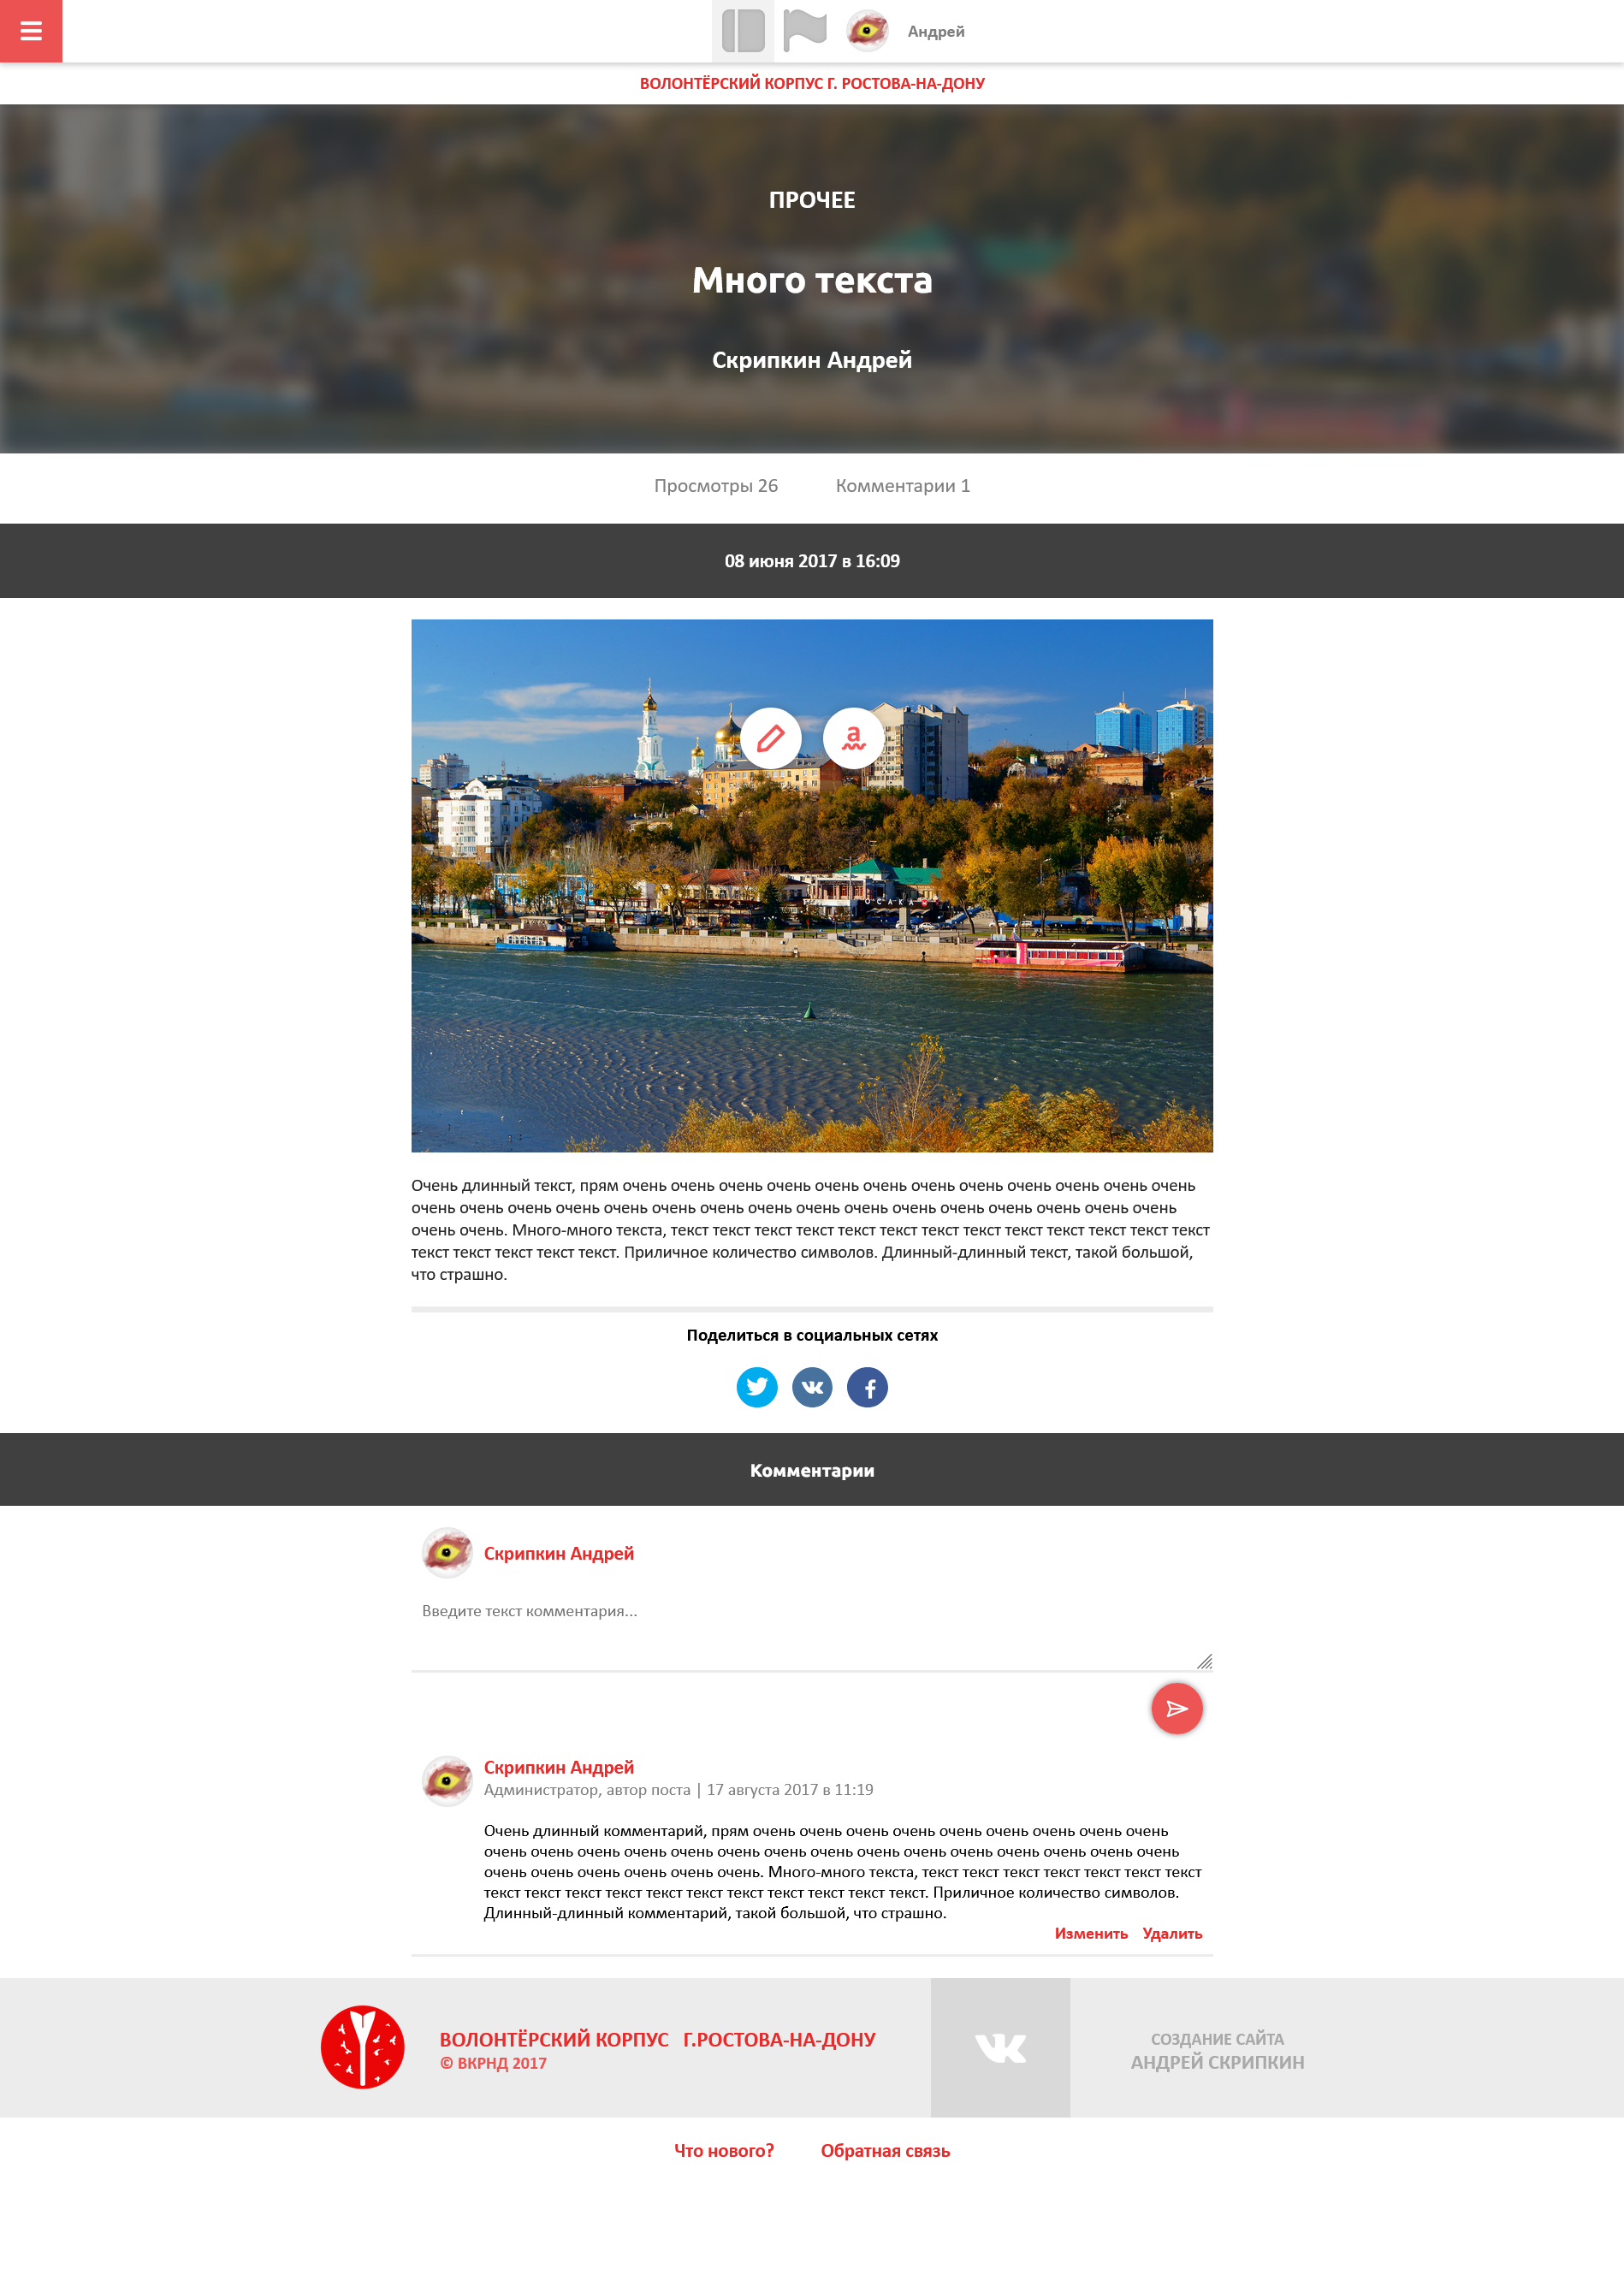 Андрей
ВОЛОНТЁРСКИЙ КОРПУС Г. РОСТОВА-НА-ДОНУ
ПРОЧЕЕ
Много текста
Скрипкин Андрей
Просмотры 26 Комментарии 1
08 июня 2017 в 16:09
a
ОСАКА
Очень длинный текст, прям очень очень очень очень очень очень очень очень очень очень очень очень
очень очень очень очень очень очень очень очень очень очень очень очень очень очень очень очень
очень очень. Много-много текста, текст текст текст текст текст текст текст текст текст текст текст текст текст
текст текст текст текст текст. Приличное количество символов. Длинный-длинный текст, такой большой,
что страшно.
Поделиться в социальных сетях
Комментарии
Скрипкин Андрей
Введите текст комментария...
Скрипкин Андрей
Администратор, автор поста | 17 августа 2017 в 11:19
Очень длинный комментарий, прям очень очень очень очень очень очень очень очень очень
очень очень очень очень очень очень очень очень очень очень очень очень очень очень очень
очень очень очень очень очень очень. Много-много текста, текст текст текст текст текст текст текст
текст текст текст текст текст текст текст текст текст текст текст. Приличное количество символов.
Длинный-длинный комментарий, такой большой, что страшно.
Изменить Удалить
ВОЛОНТЁРСКИЙ КОРПУС Г.РОСТОВА-НА-ДОНУ
© ВКРНД 2017
СОЗДАНИЕ САЙТА
АНДРЕЙ СКРИПКИН
Что нового? Обратная связь